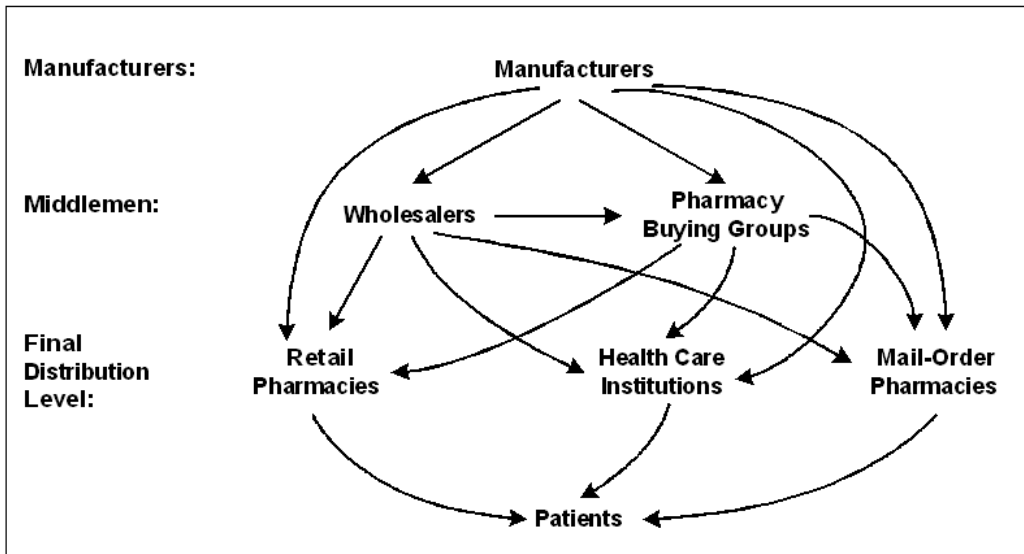 Manufacturers:
Manufacturers
Middlemen:
Wholesalers
Pharmacy
Buying Groups
Final
Distribution
Level:
Retail
Pharmacies
Health Care
Institutions
Mail-Order
Pharmacies
Patients